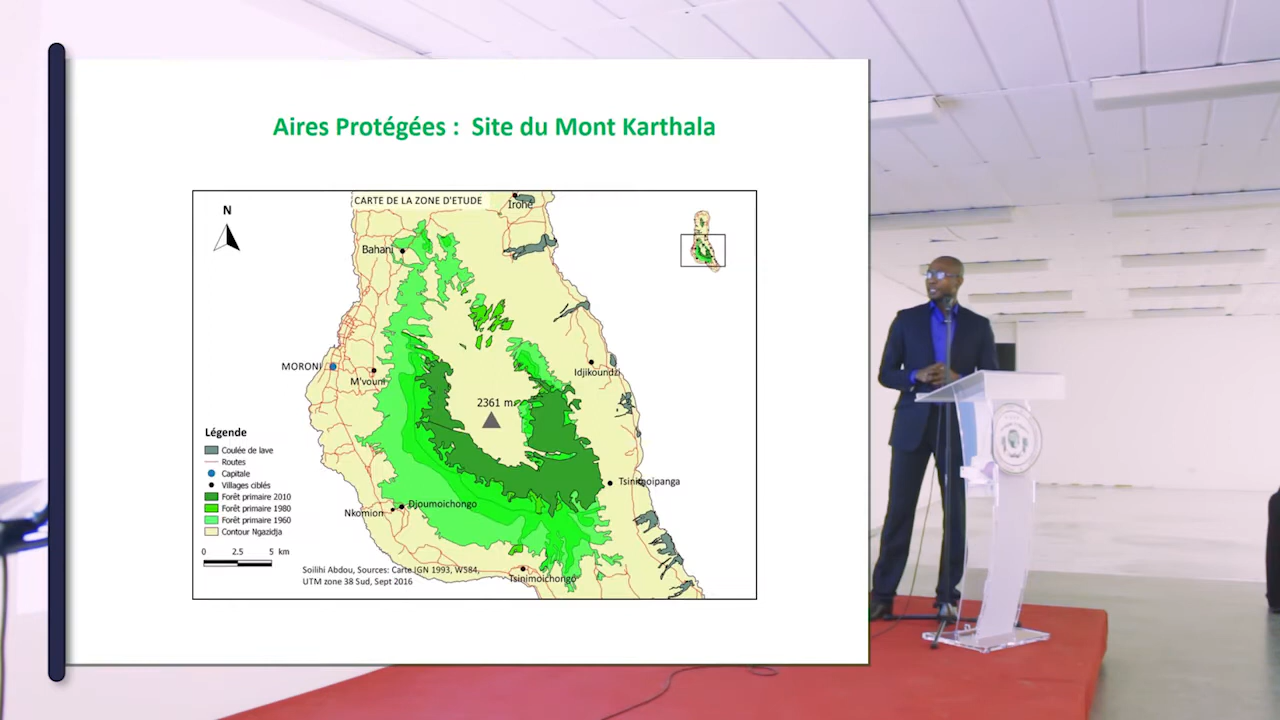 Aires Protégées : Site du Mont Karthala
CARTE DE LA ZONE D'ETUDE
N
Irohé
Bahani
MORONI
M'vouni
Idjikoundzi
2361 m
Légende
Coulée de lave
Routes
Capitale
Villages ciblés
Forêt primaire 2010
Forêt primaire 1980
Forêt primaire 1960
Contour Ngazidja
0 2.5 5 km
Tsinimoipanga
Djoumoichongo
Nkomion
Tsinimoichongo
Soilihi Abdou, Sources: Carte IGN 1993, WS84,
UTM zone 38 Sud, Sept 2016